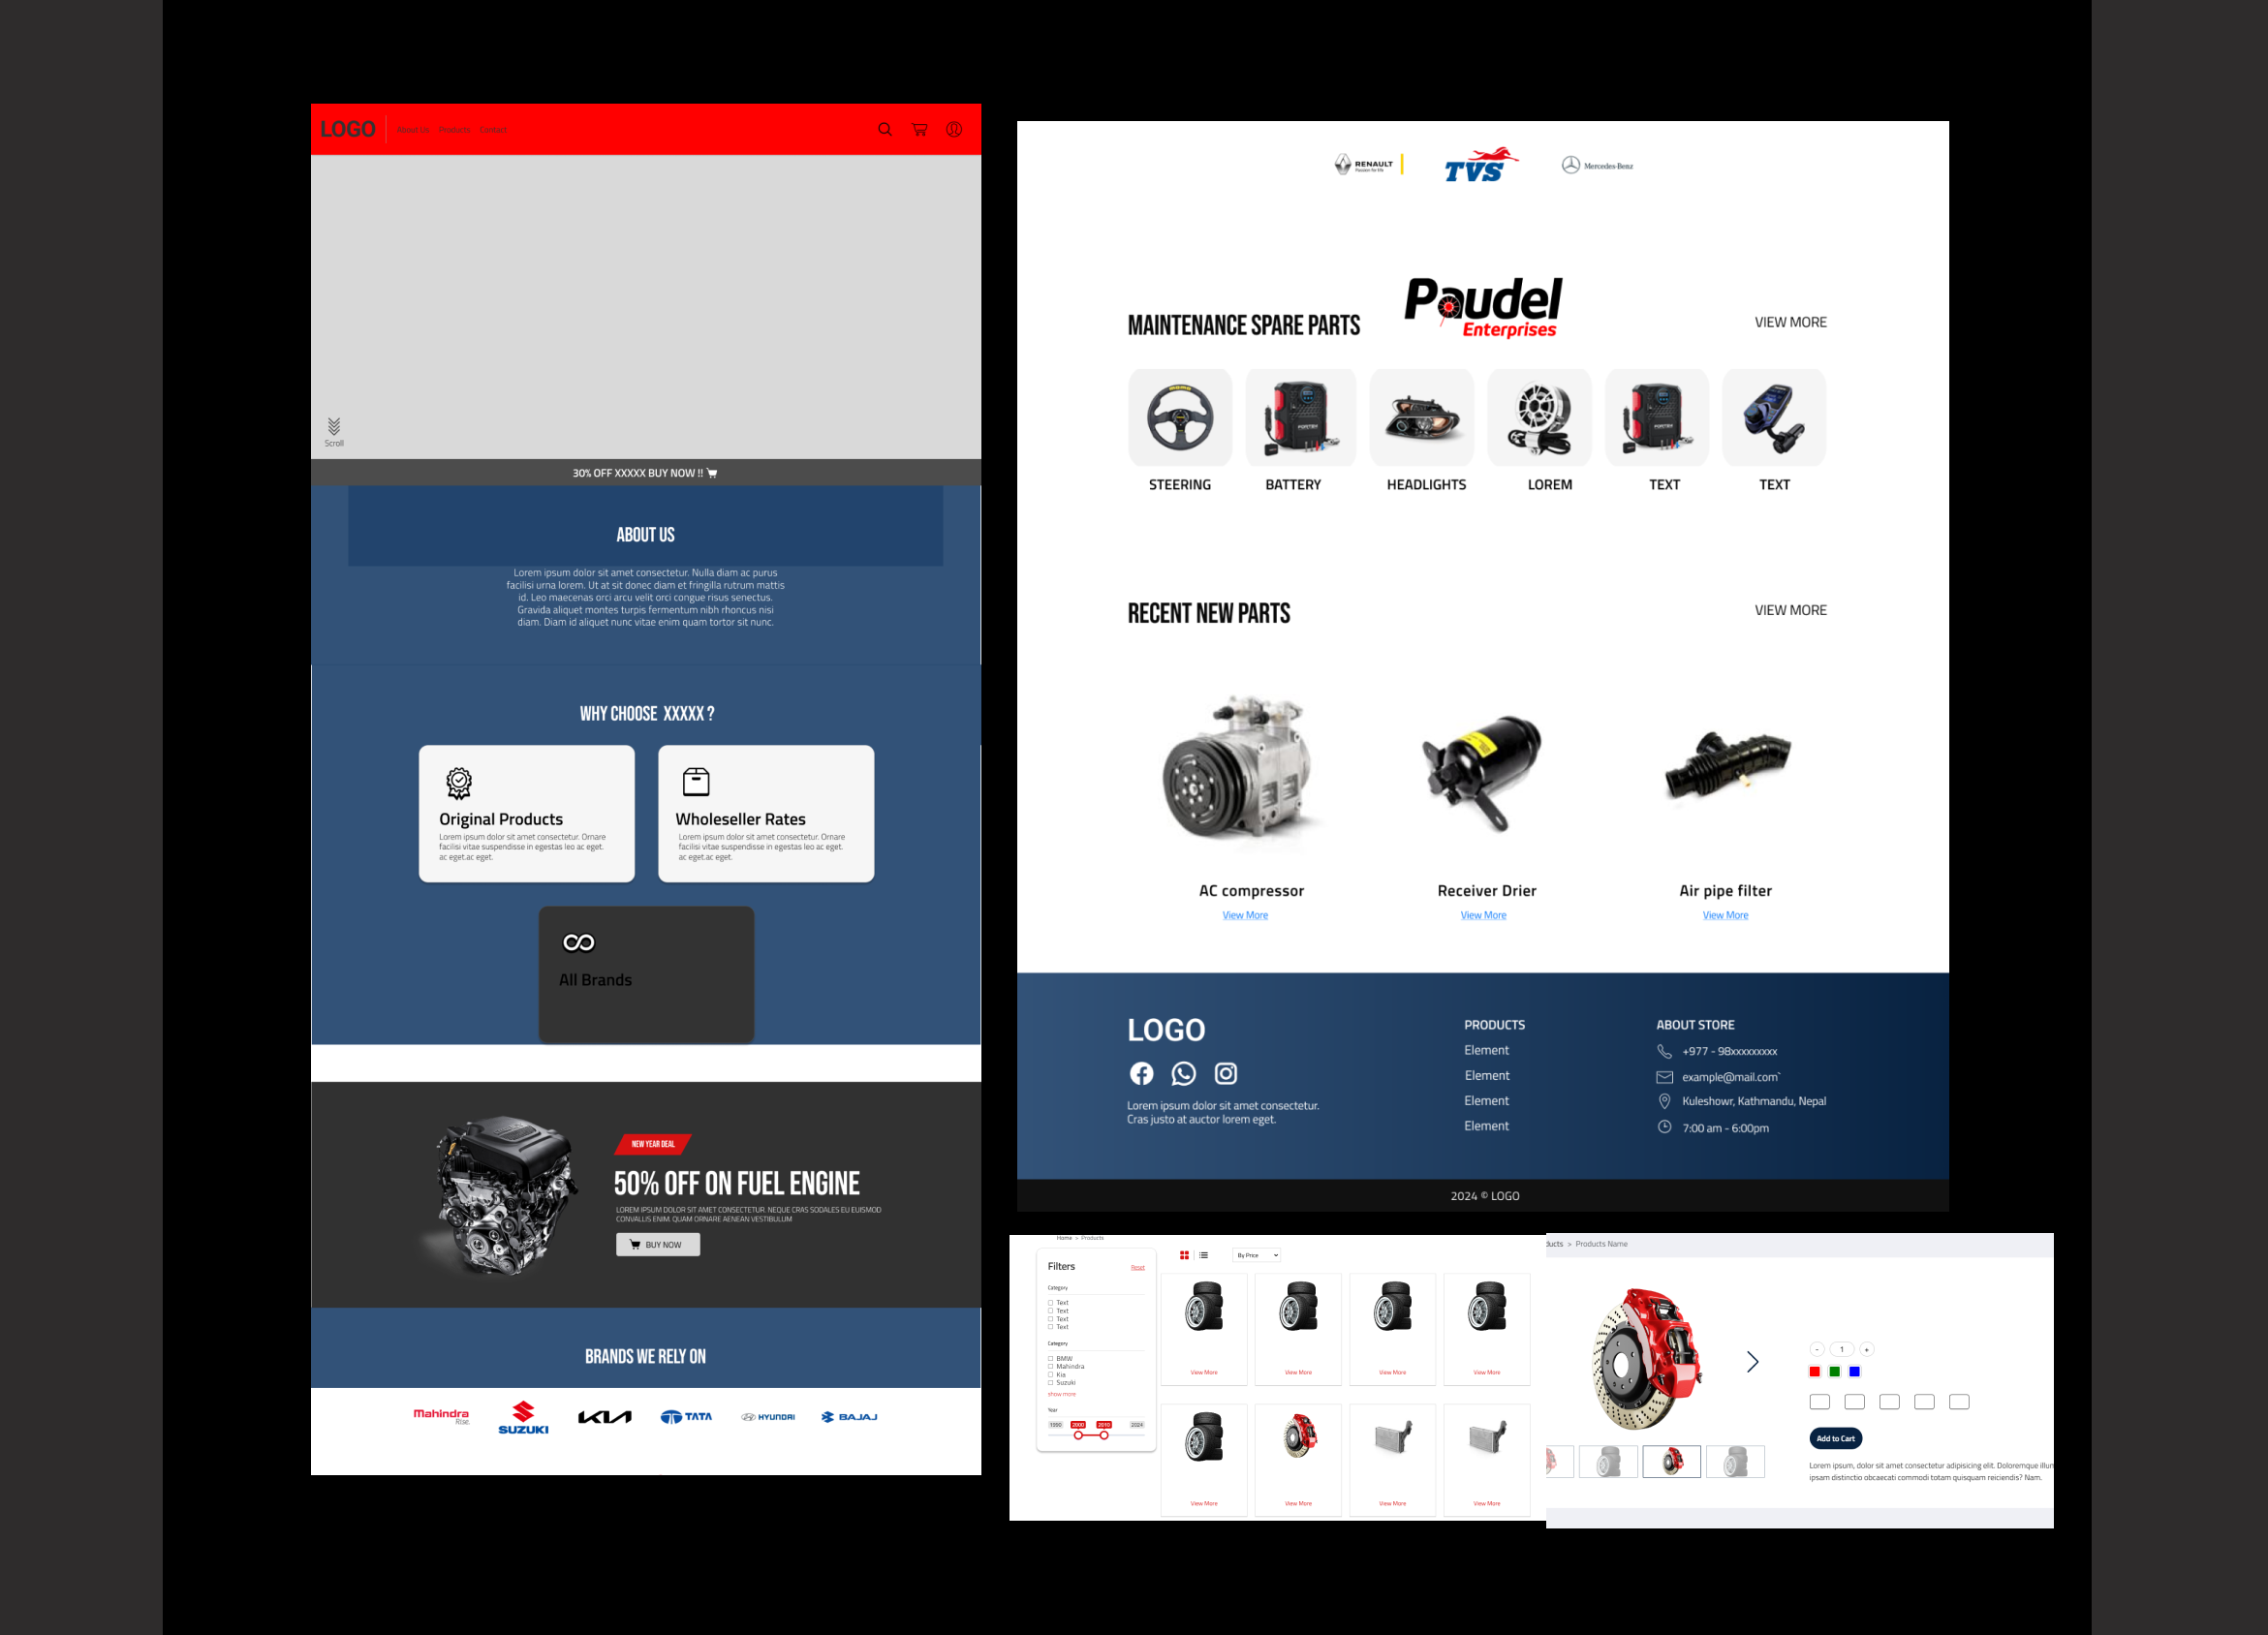 LOGO
About Us Products Contact
Scroll
30% OFF XXXXX BUY NOW !!
ABOUT US
Lorem ipsum dolor sit amet consectetur. Nulla diam ac purus
facilisi urna lorem. Ut at sit donec diam et fringilla rutrum mattis
id. Leo maecenas orci arcu velit orci congue risus senectus.
Gravida aliquet montes turpis fermentum nibh rhoncus nisi
diam. Diam id aliquet nunc vitae enim quam tortor sit nunc.
WHY CHOOSE XXXXX ?
Original Products
Lorem ipsum dolor sit amet consectetur. Ornare
facilisi vitae suspendisse in egestas leo ac eget.
ac eget.ac eget.
Wholeseller Rates
Lorem ipsum dolor sit amet consectetur. Ornare
facilisi vitae suspendisse in egestas leo ac eget.
ac eget.ac eget.
All Brands
NEW YEAR DEAL
50% OFF ON FUEL ENGINE
LOREM IPSUM DOLOR SIT AMET CONSECTETUR. NEQUE CRAS SODALES EU EUISMOD
CONVALLIS ENIM. QUAM ORNARE AENEAN VESTIBULUM
BUY NOW
BRANDS WE RELY ON
Mahindra
Rise.
SUZUKI
KIA
TATA
HYUNDAI
BAJAJ
RENAULT
Passion for life
TVS
Mercedes-Benz
Paudel
Enterprises
MAINTENANCE SPARE PARTS
VIEW MORE
STEERING
BATTERY
HEADLIGHTS
LOREM
TEXT
TEXT
RECENT NEW PARTS
VIEW MORE
AC compressor
View More
Receiver Drier
View More
Air pipe filter
View More
LOGO
Lorem ipsum dolor sit amet consectetur.
Cras justo at auctor lorem eget.
PRODUCTS
Element
Element
Element
Element
ABOUT STORE
+977 - 98xxxxxxxxx
example@mail.com`
Kuleshowr, Kathmandu, Nepal
7:00 am - 6:00pm
2024 © LOGO
Home > Products
Filters
Reset
Category
Text
Text
Text
Text
Category
BMW
Mahindra
Kia
Suzuki
show more
Year
1990 2000 2010 2024
By Price
View More
View More
View More
View More
View More
View More
View More
View More
ducts > Products Name
- 1 +
Add to Cart
Lorem ipsum, dolor sit amet consectetur adipisicing elit. Doloremque illun
ipsam distinctio obcaecati commodi totam quisquam reiciendis? Nam.